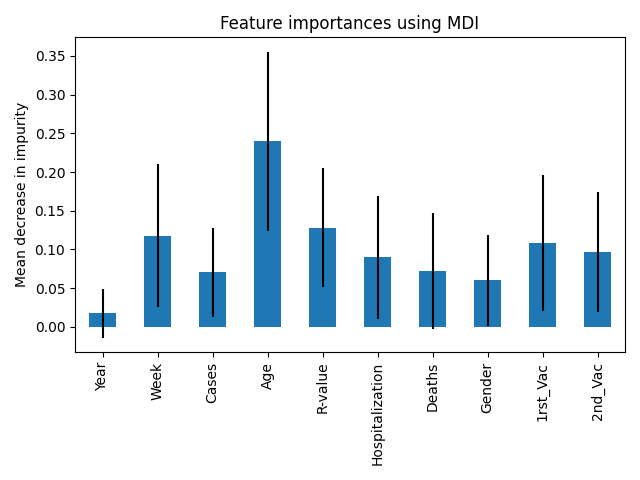 Feature importances using MDI
Mean decrease in impurity
0.35
0.30
0.25
0.20
0.15
0.10
0.05
0.00
Year
Week
Cases
Age
R-value
Hospitalization
Deaths
Gender
1rst_Vac
2nd_Vac